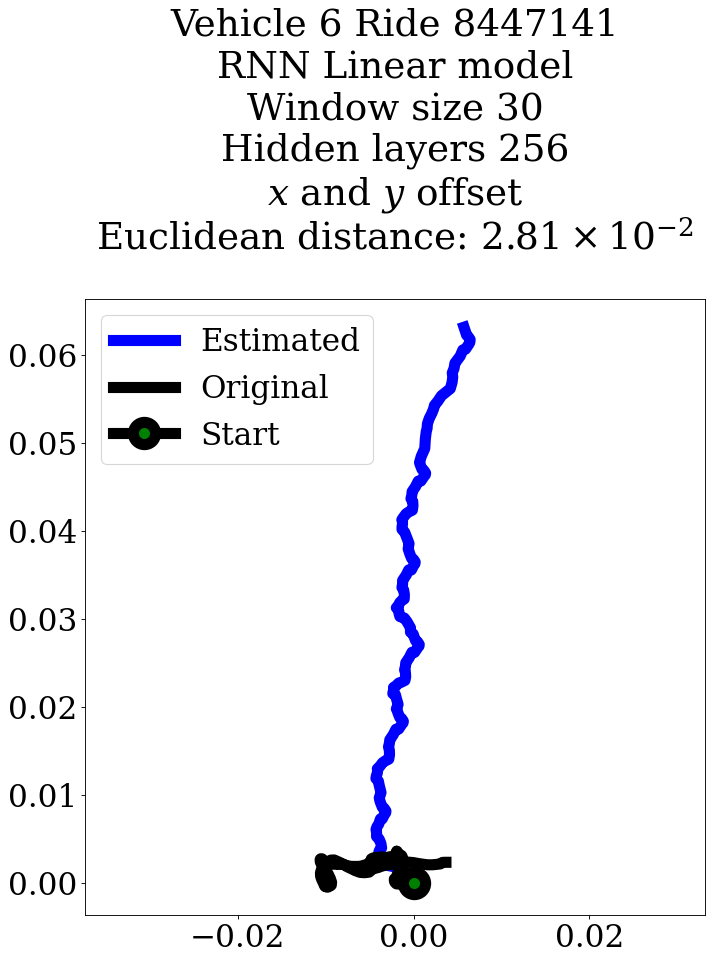 Vehicle 6 Ride 8447141
RNN Linear model
Window size 30
Hidden layers 256
x and y offset
Euclidean distance: 2.81 × 10⁻²
Estimated
Original
Start
0.06
0.05
0.04
0.03
0.02
0.01
0.00
−0.02 0.00 0.02